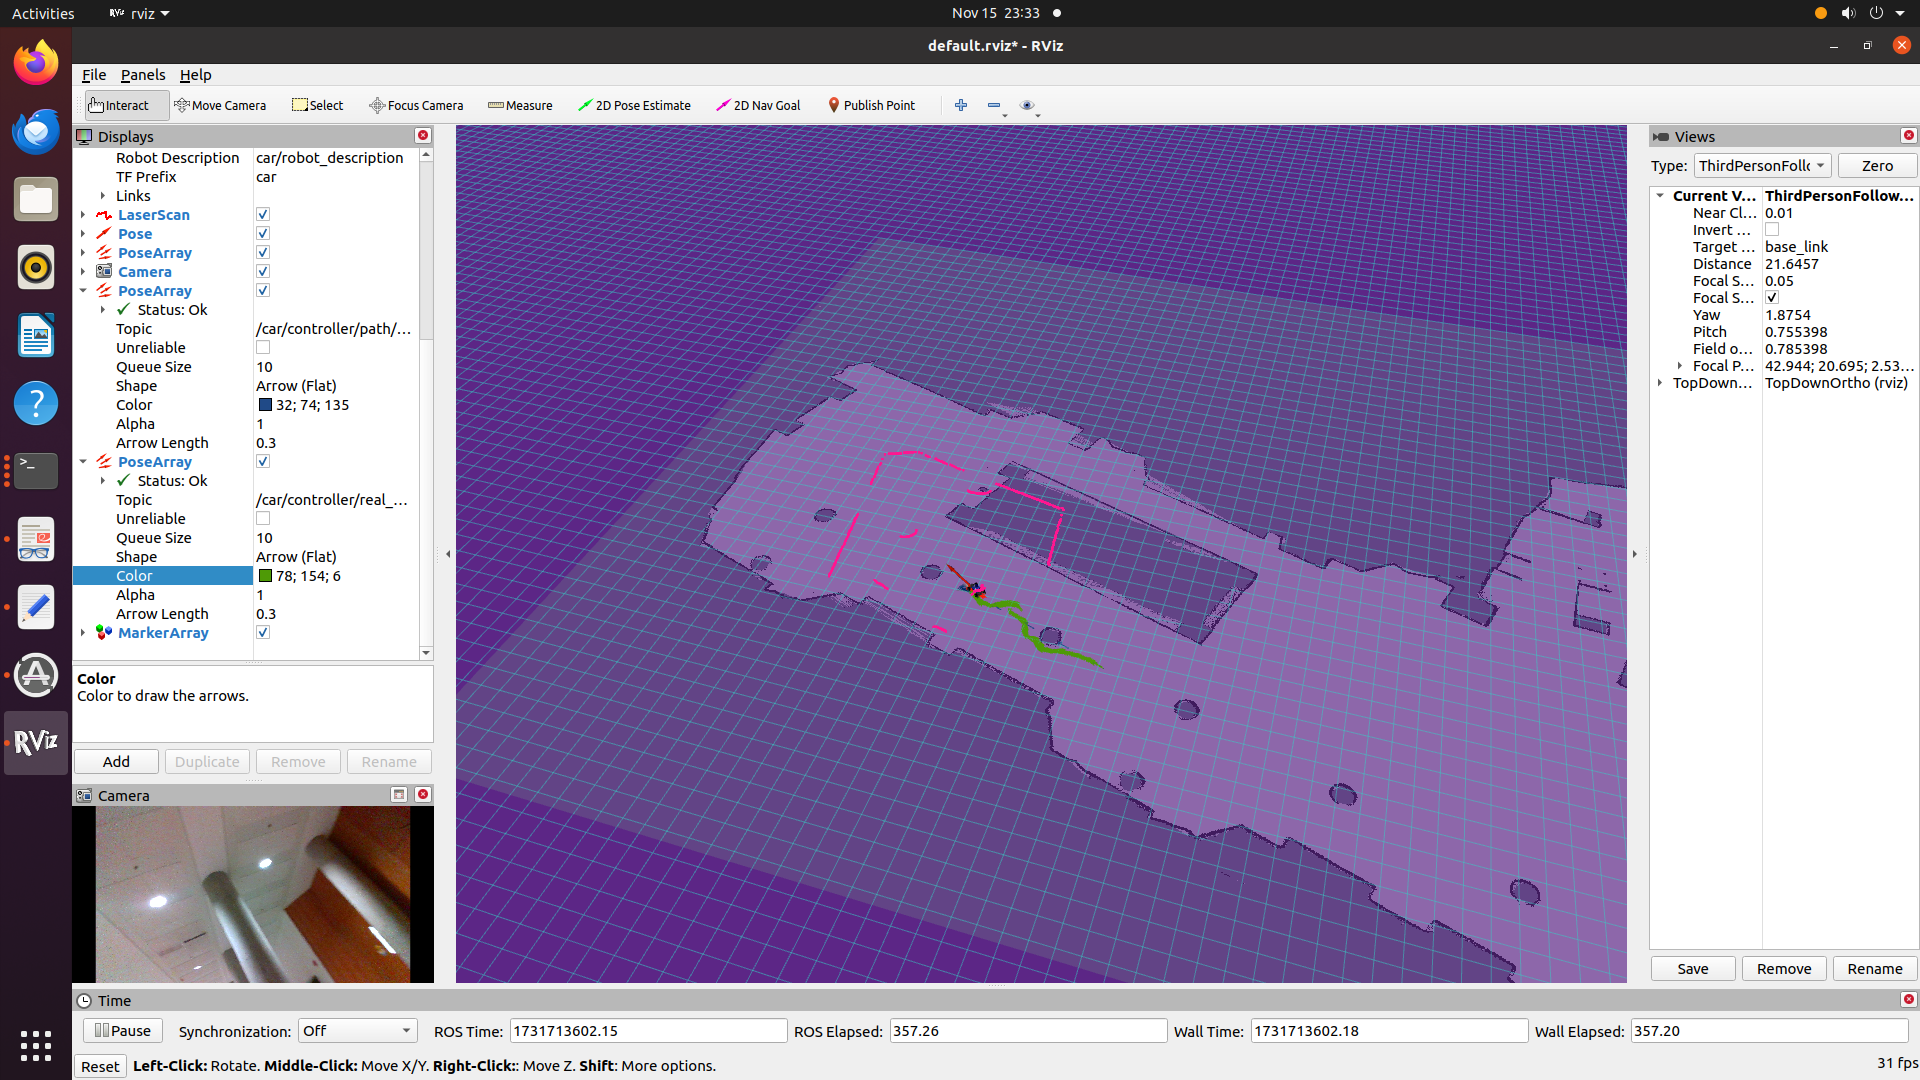 Activities
RViz rviz
Nov 15 23:33
default.rviz* - RViz
File Panels Help
Interact Move Camera Select Focus Camera Measure 2D Pose Estimate 2D Nav Goal Publish Point
Displays
Robot Description car/robot_description
TF Prefix car
Links
LaserScan
Pose
PoseArray
Camera
PoseArray
Status: Ok
Topic /car/controller/path/...
Unreliable
Queue Size 10
Shape Arrow (Flat)
Color 32; 74; 135
Alpha 1
Arrow Length 0.3
PoseArray
Status: Ok
Topic /car/controller/real_...
Unreliable
Queue Size 10
Shape Arrow (Flat)
Color 78; 154; 6
Alpha 1
Arrow Length 0.3
MarkerArray
Color
Color to draw the arrows.
Add Duplicate Remove Rename
Camera
RViz
Views
Type: ThirdPersonFollo Zero
Current V... ThirdPersonFollow...
Near Cl... 0.01
Invert ...
Target ... base_link
Distance 21.6457
Focal S... 0.05
Focal S...
Yaw 1.8754
Pitch 0.755398
Field o... 0.785398
Focal P... 42.944; 20.695; 2.53...
TopDown... TopDownOrtho (rviz)
Save Remove Rename
Time
Pause Synchronization: Off ROS Time: 1731713602.15 ROS Elapsed: 357.26 Wall Time: 1731713602.18 Wall Elapsed: 357.20
Reset Left-Click: Rotate. Middle-Click: Move X/Y. Right-Click:: Move Z. Shift: More options.
31 fps